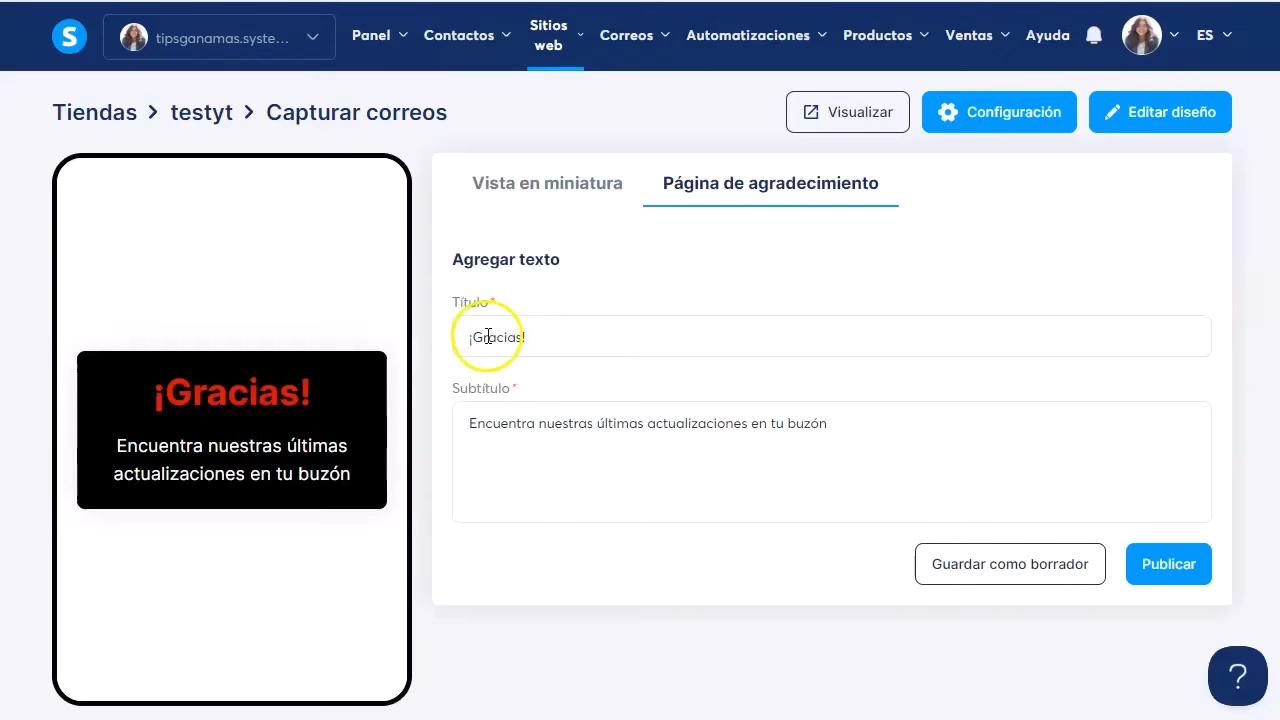 S
tipsganamas.syste...
Panel
Contactos
Sitios
web
Correos
Automatizaciones
Productos
Ventas
Ayuda
ES
Tiendas > testyt > Capturar correos
Visualizar
Configuración
Editar diseño
¡Gracias!
Encuentra nuestras últimas
actualizaciones en tu buzón
Vista en miniatura
Página de agradecimiento
Agregar texto
Título*
¡Gracias!
Subtítulo*
Encuentra nuestras últimas actualizaciones en tu buzón
Guardar como borrador
Publicar
?